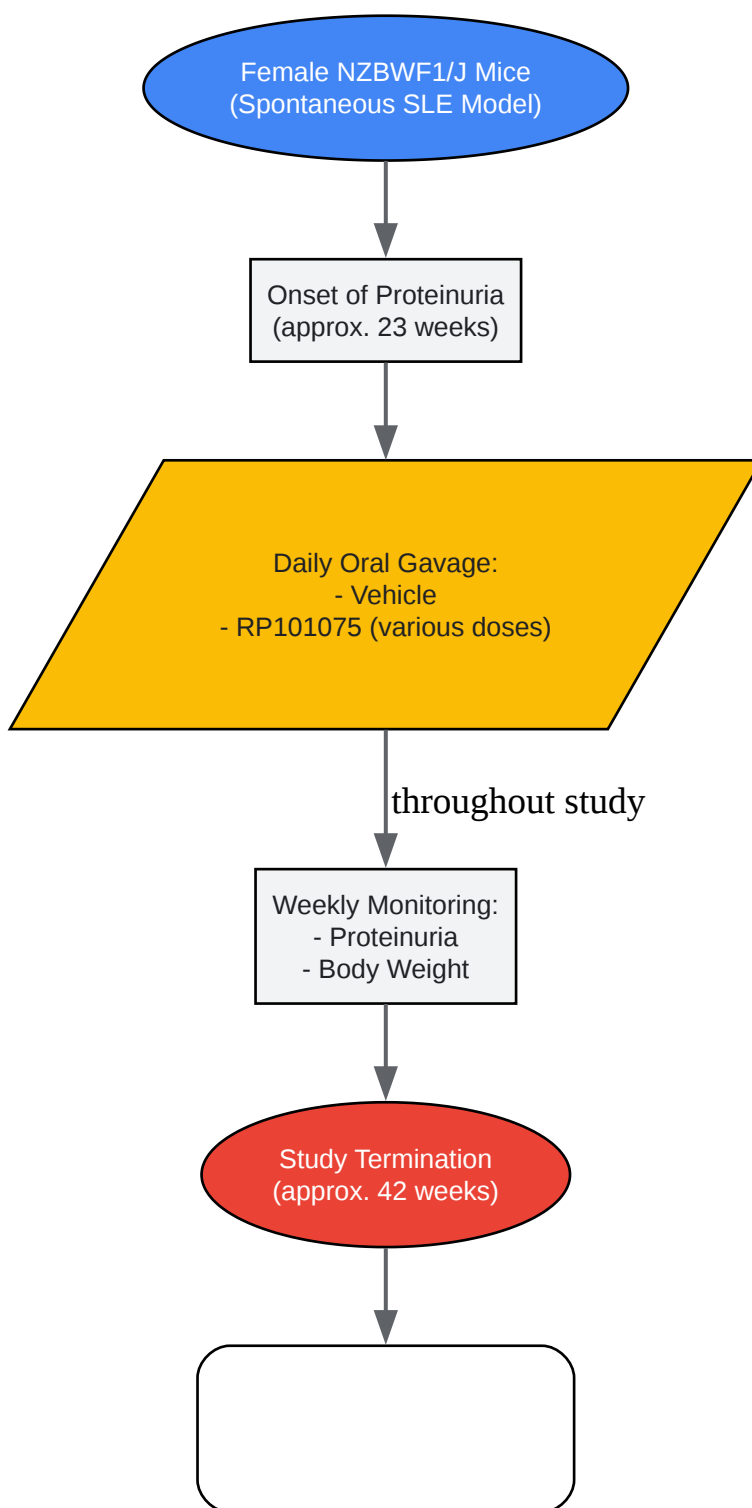 Female NZBWF1/J Mice
(Spontaneous SLE Model)
Onset of Proteinuria
(approx. 23 weeks)
Daily Oral Gavage:
- Vehicle
- RP101075 (various doses)
throughout study
Weekly Monitoring:
- Proteinuria
- Body Weight
Study Termination
(approx. 42 weeks)